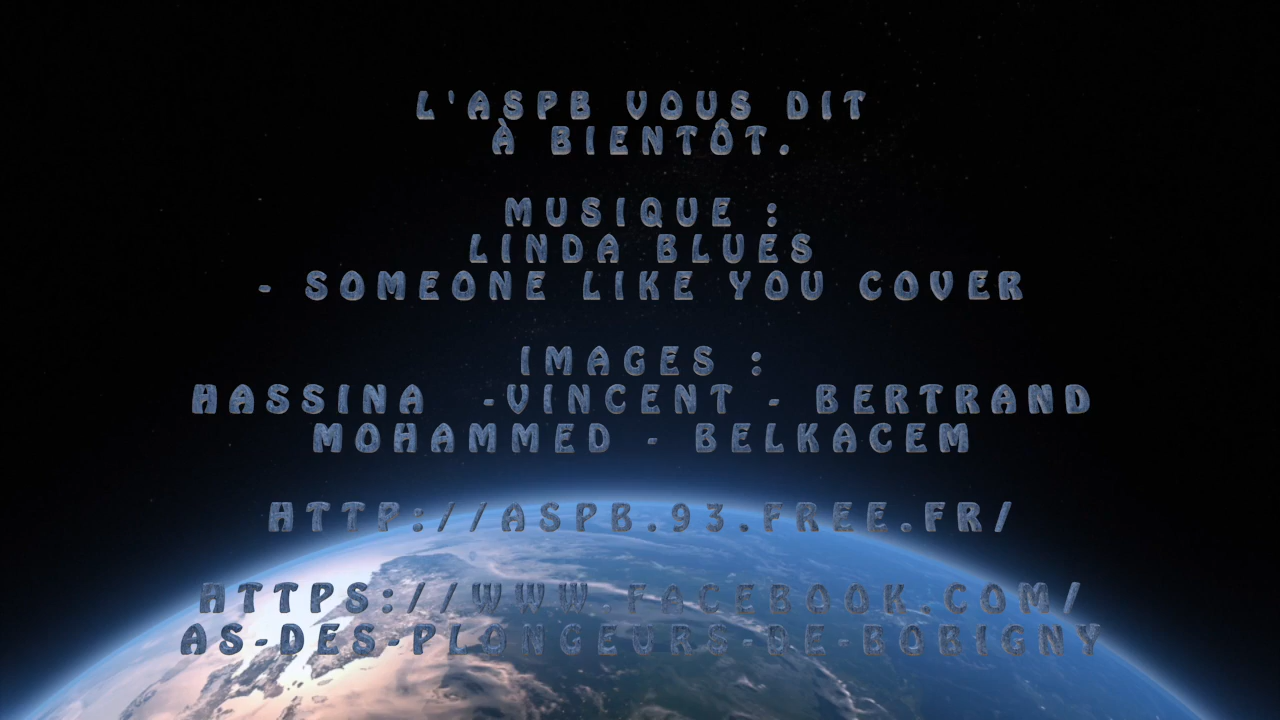 L'ASPB VOUS DIT
À BIENTÔT.
MUSIQUE :
LINDA BLUES
- SOMEONE LIKE YOU COVER
IMAGES :
HASSINA -VINCENT - BERTRAND
MOHAMMED - BELKACEM
HTTP://ASPB.93.FREE.FR/
HTTPS://WWW.FACEBOOK.COM/
AS-DES-PLONGEURS-DE-BOBIGNY